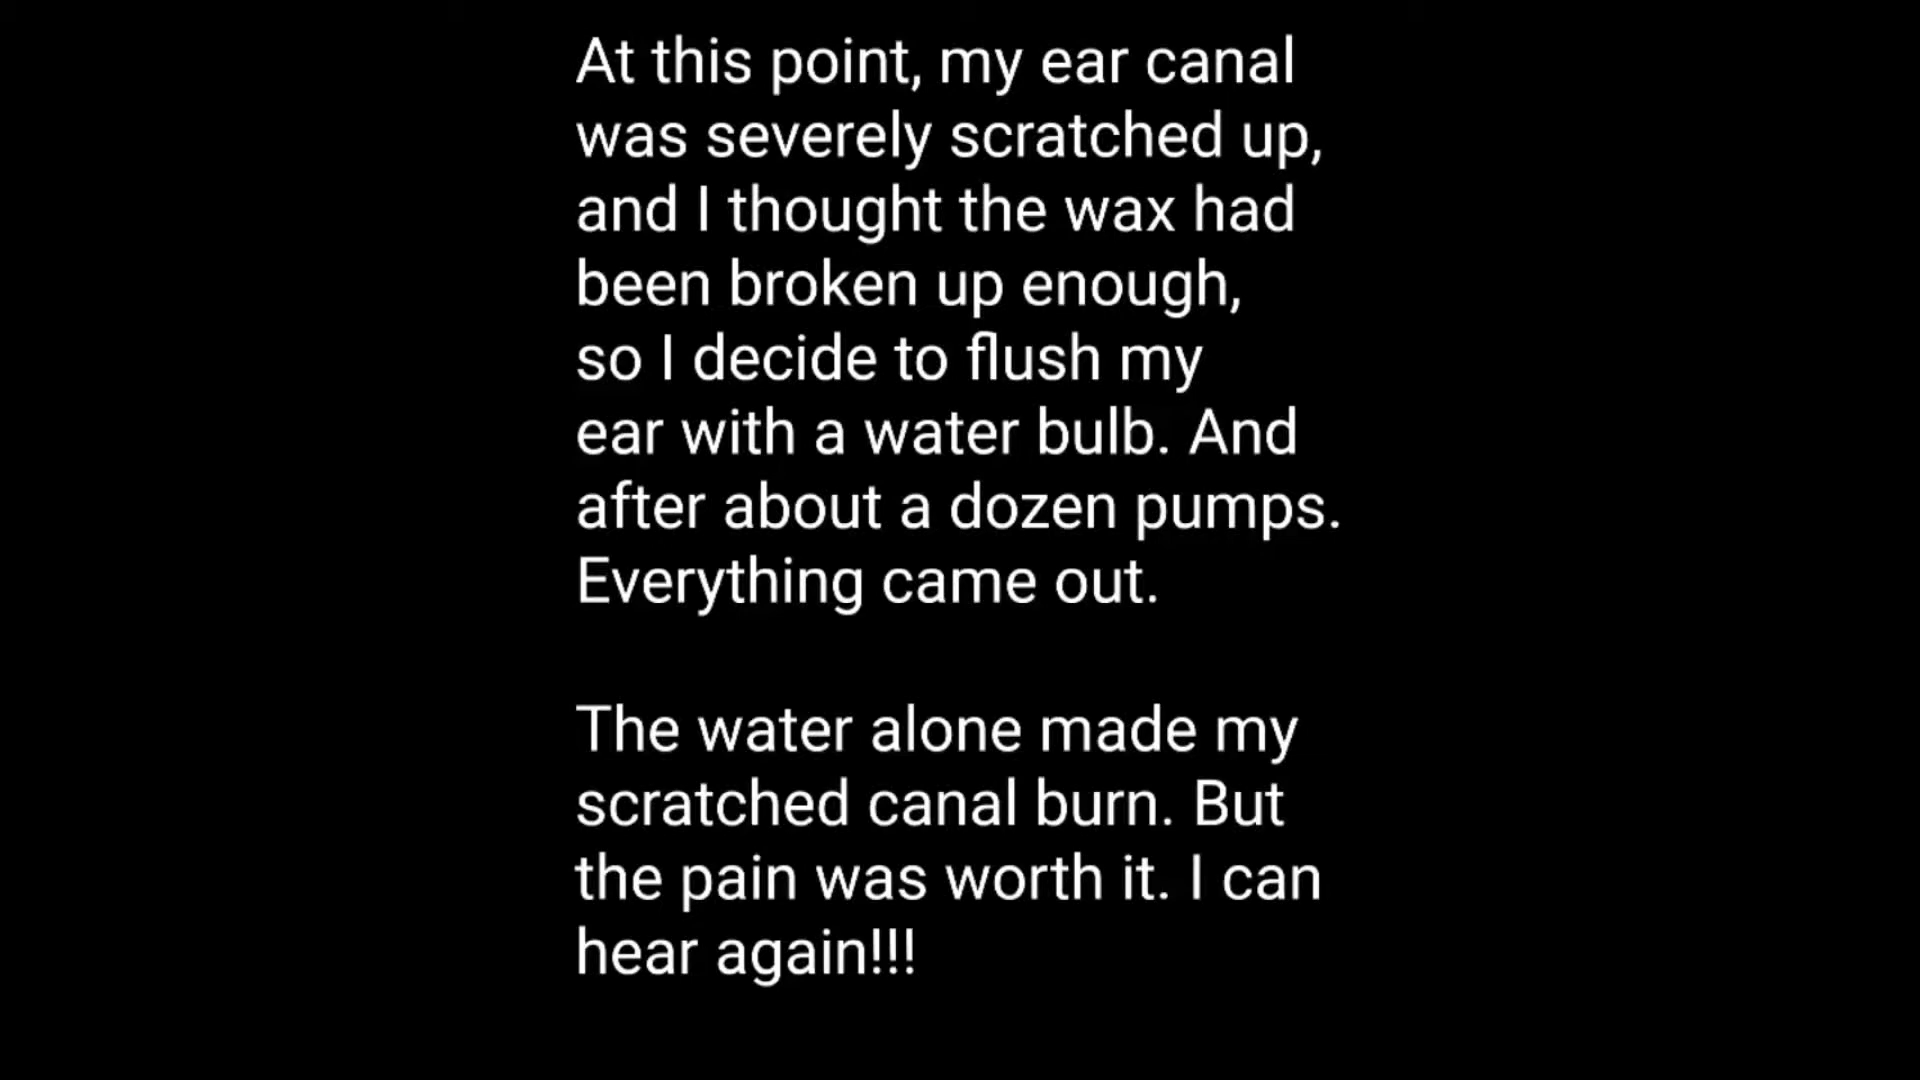 At this point, my ear canal
was severely scratched up,
and I thought the wax had
been broken up enough,
so I decide to flush my
ear with a water bulb. And
after about a dozen pumps.
Everything came out.
The water alone made my
scratched canal burn. But
the pain was worth it. I can
hear again!!!